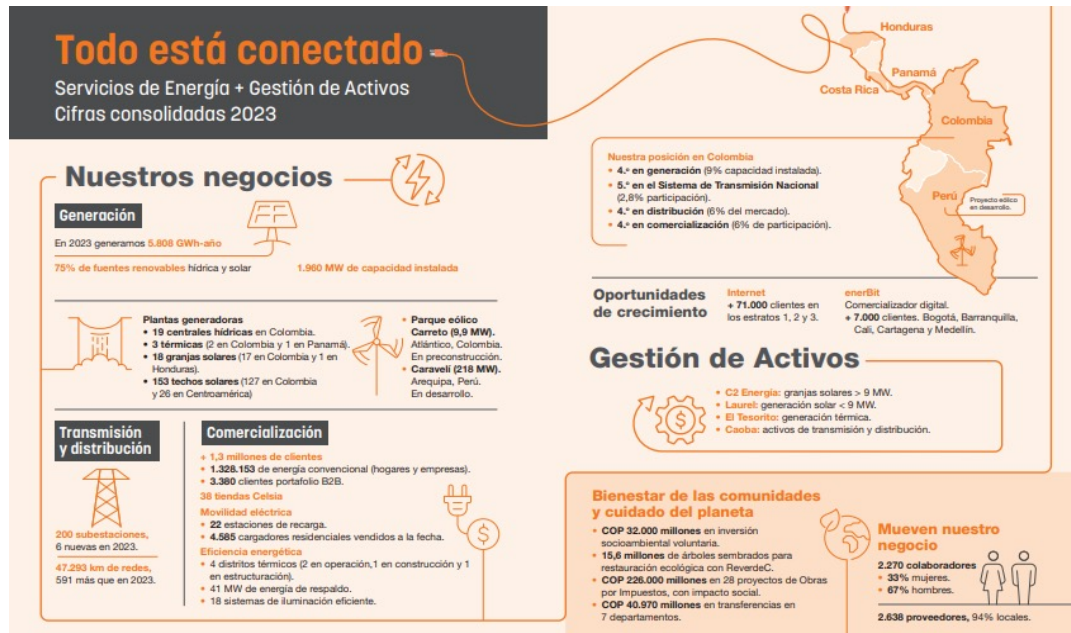 Todo está conectado
Servicios de Energía + Gestión de Activos
Cifras consolidadas 2023
Honduras
Panamá
Costa Rica
Colombia
Perú
Proyecto eólico
en desarrollo.
Nuestros negocios
Generación
En 2023 generamos 5.808 GWh-año
75% de fuentes renovables hídrica y solar
1.960 MW de capacidad instalada
Plantas generadoras
• 19 centrales hídricas en Colombia.
• 3 térmicas (2 en Colombia y 1 en Panamá).
• 18 granjas solares (17 en Colombia y 1 en
Honduras).
• 153 techos solares (127 en Colombia
y 26 en Centroamérica)
• Parque eólico
Carreto (9,9 MW).
Atlántico, Colombia.
En preconstrucción.
• Caravelí (218 MW).
Arequipa, Perú.
En desarrollo.
Transmisión
y distribución
200 subestaciones,
6 nuevas en 2023.
47.293 km de redes,
591 más que en 2023.
Comercialización
+ 1,3 millones de clientes
• 1.328.153 de energía convencional (hogares y empresas).
• 3.380 clientes portafolio B2B.
38 tiendas Celsia
Movilidad eléctrica
• 22 estaciones de recarga.
• 4.585 cargadores residenciales vendidos a la fecha.
Eficiencia energética
• 4 distritos térmicos (2 en operación,1 en construcción y 1
en estructuración).
• 41 MW de energía de respaldo.
• 18 sistemas de iluminación eficiente.
Nuestra posición en Colombia
• 4.º en generación (9% capacidad instalada).
• 5.º en el Sistema de Transmisión Nacional
(2,8% participación).
• 4.º en distribución (6% del mercado).
• 4.º en comercialización (6% de participación).
Oportunidades
de crecimiento
Internet
+ 71.000 clientes en
los estratos 1, 2 y 3.
enerBit
Comercializador digital.
+ 7.000 clientes. Bogotá, Barranquilla,
Cali, Cartagena y Medellín.
Gestión de Activos
• C2 Energía: granjas solares > 9 MW.
• Laurel: generación solar < 9 MW.
• El Tesorito: generación térmica.
• Caoba: activos de transmisión y distribución.
Bienestar de las comunidades
y cuidado del planeta
• COP 32.000 millones en inversión
socioambiental voluntaria.
• 15,6 millones de árboles sembrados para
restauración ecológica con ReverdeC.
• COP 226.000 millones en 28 proyectos de Obras
por Impuestos, con impacto social.
• COP 40.970 millones en transferencias en
7 departamentos.
Mueven nuestro
negocio
2.270 colaboradores
• 33% mujeres.
• 67% hombres.
2.638 proveedores, 94% locales.